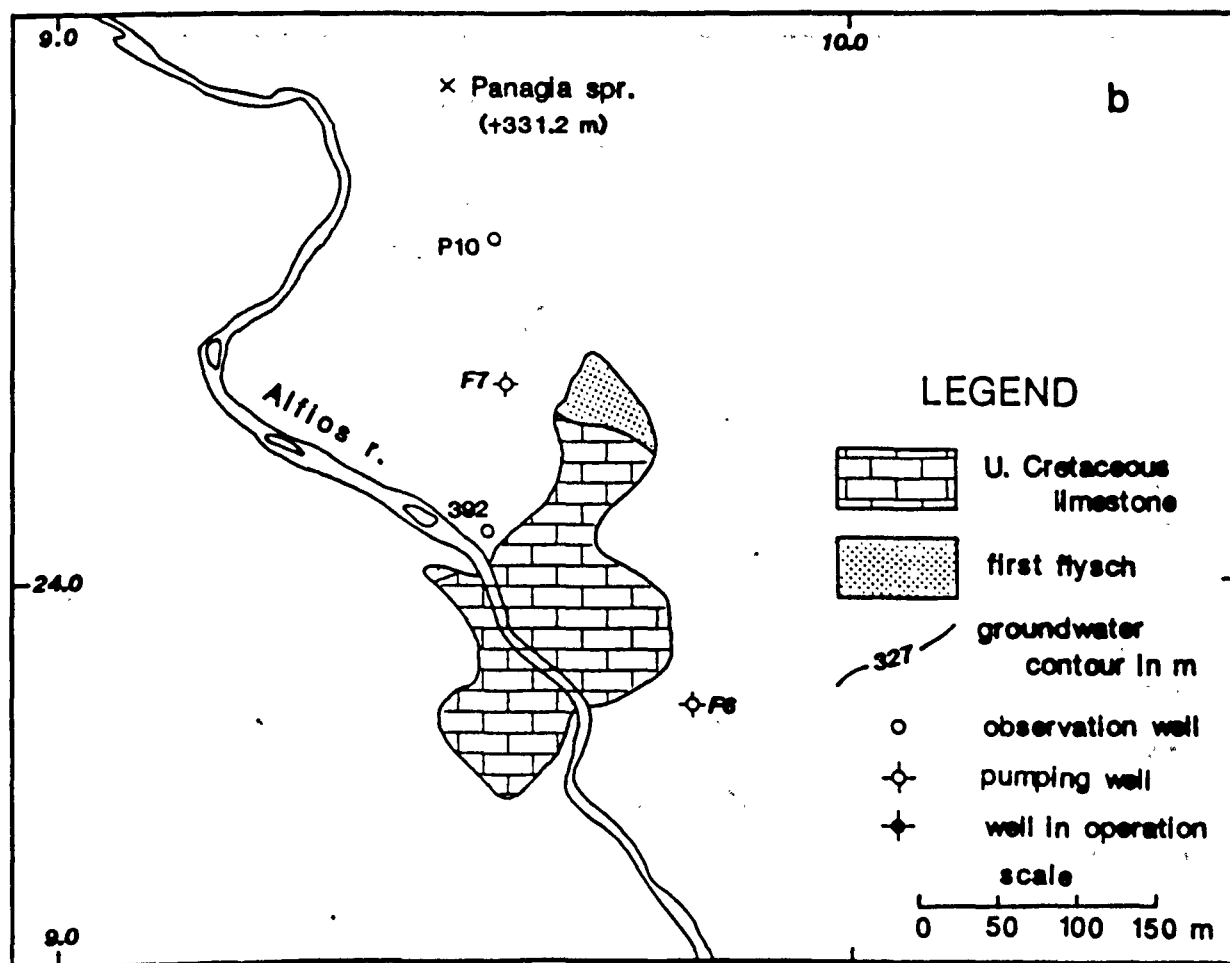 9.0
10.0
× Panagia spr.
(+331.2 m)
b
P10
F7
Alfios r.
392
24.0
F6
9.0
LEGEND
U. Cretaceous
limestone
first flysch
327
groundwater
contour in m
observation well
pumping well
well in operation
scale
0 50 100 150 m